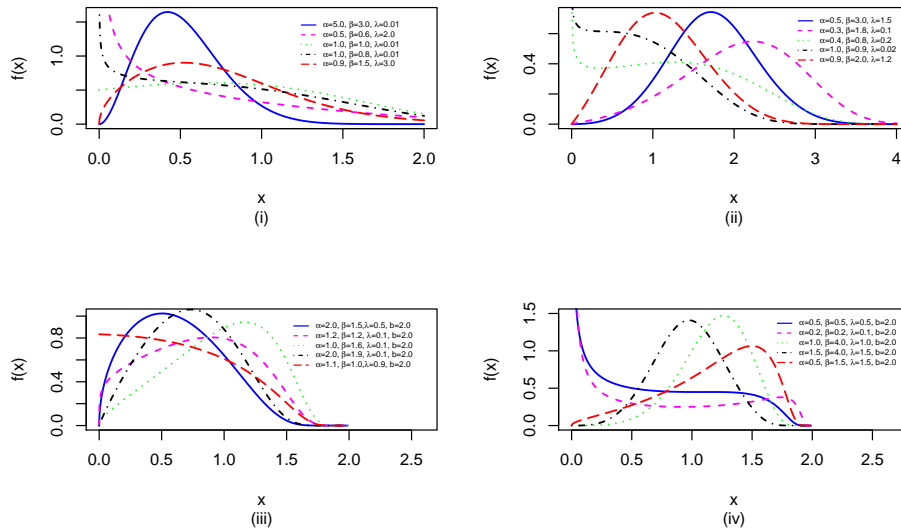 f(x)
0.0 1.0
α=5.0, β=3.0, λ=0.01
α=0.5, β=0.6, λ=2.0
α=1.0, β=1.0, λ=0.01
α=1.0, β=0.8, λ=0.01
α=0.9, β=1.5, λ=3.0
0.0 0.5 1.0 1.5 2.0
x
(i)
f(x)
0.0 0.4
α=0.5, β=3.0, λ=1.5
α=0.3, β=1.8, λ=0.1
α=0.4, β=0.8, λ=0.2
α=1.0, β=0.9, λ=0.02
α=0.9, β=2.0, λ=1.2
0 1 2 3 4
x
(ii)
f(x)
0.0 0.4 0.8
α=2.0, β=1.5,λ=0.5, b=2.0
α=1.2, β=1.2, λ=0.1, b=2.0
α=1.0, β=1.6, λ=0.1, b=2.0
α=2.0, β=1.9, λ=0.1, b=2.0
α=1.1, β=1.0,λ=0.9, b=2.0
0.0 0.5 1.0 1.5 2.0 2.5
x
(iii)
f(x)
0.0 0.5 1.0 1.5
α=0.5, β=0.5, λ=0.5, b=2.0
α=0.2, β=0.2, λ=0.1, b=2.0
α=1.0, β=4.0, λ=1.0, b=2.0
α=1.5, β=4.0, λ=1.0, b=2.0
α=0.5, β=1.5, λ=1.5, b=2.0
0.0 0.5 1.0 1.5 2.0 2.5
x
(iv)